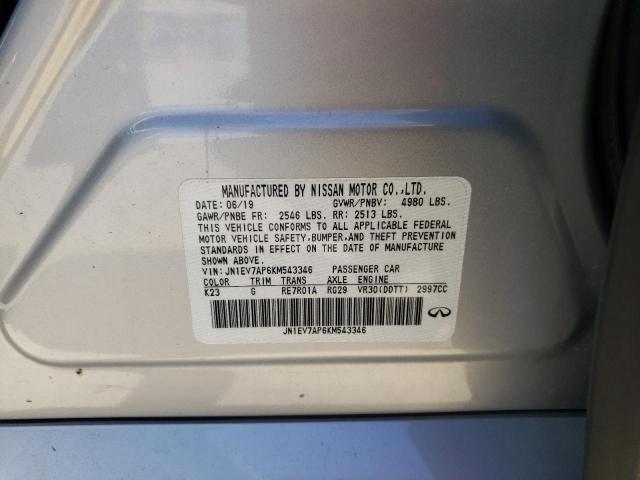 MANUFACTURED BY NISSAN MOTOR CO.,LTD.
DATE: 06/19 GVWR/PNBV: 4980 LBS.
GAWR/PNBE FR: 2546 LBS. RR: 2513 LBS.
THIS VEHICLE CONFORMS TO ALL APPLICABLE FEDERAL
MOTOR VEHICLE SAFETY,BUMPER,AND THEFT PREVENTION
STANDARDS IN EFFECT ON THE DATE OF MANUFACTURE
SHOWN ABOVE.
VIN: JN1EV7AP6KM543346 PASSENGER CAR
COLOR TRIM TRANS AXLE ENGINE
K23 G RE7R01A RG29 VR30(DDTT) 2997CC
JN1EV7AP6KM543346